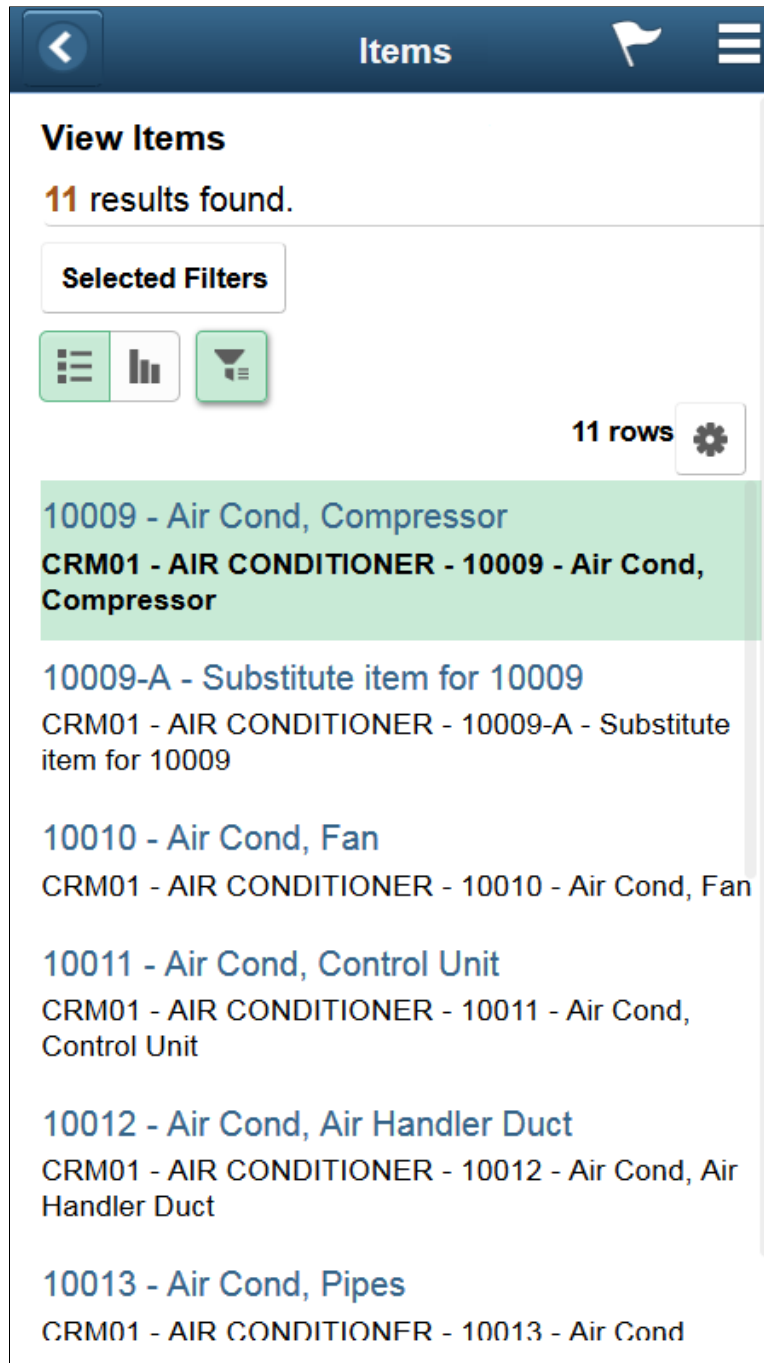 Items
View Items
11 results found.
Selected Filters
11 rows
10009 - Air Cond, Compressor
CRM01 - AIR CONDITIONER - 10009 - Air Cond,
Compressor
10009-A - Substitute item for 10009
CRM01 - AIR CONDITIONER - 10009-A - Substitute
item for 10009
10010 - Air Cond, Fan
CRM01 - AIR CONDITIONER - 10010 - Air Cond, Fan
10011 - Air Cond, Control Unit
CRM01 - AIR CONDITIONER - 10011 - Air Cond,
Control Unit
10012 - Air Cond, Air Handler Duct
CRM01 - AIR CONDITIONER - 10012 - Air Cond, Air
Handler Duct
10013 - Air Cond, Pipes
CRM01 - AIR CONDITIONER - 10013 - Air Cond